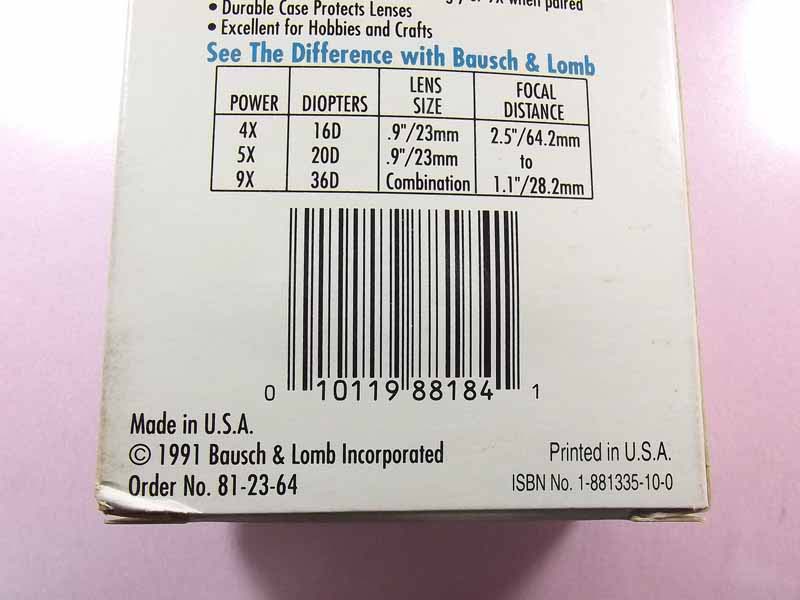 when paired
• Durable Case Protects Lenses
• Excellent for Hobbies and Crafts
See The Difference with Bausch & Lomb
POWER DIOPTERS LENS SIZE FOCAL DISTANCE
4X 16D .9"/23mm 2.5"/64.2mm
5X 20D .9"/23mm to
9X 36D Combination 1.1"/28.2mm
0 10119 88184 1
Made in U.S.A.
© 1991 Bausch & Lomb Incorporated
Printed in U.S.A.
Order No. 81-23-64
ISBN No. 1-881335-10-0